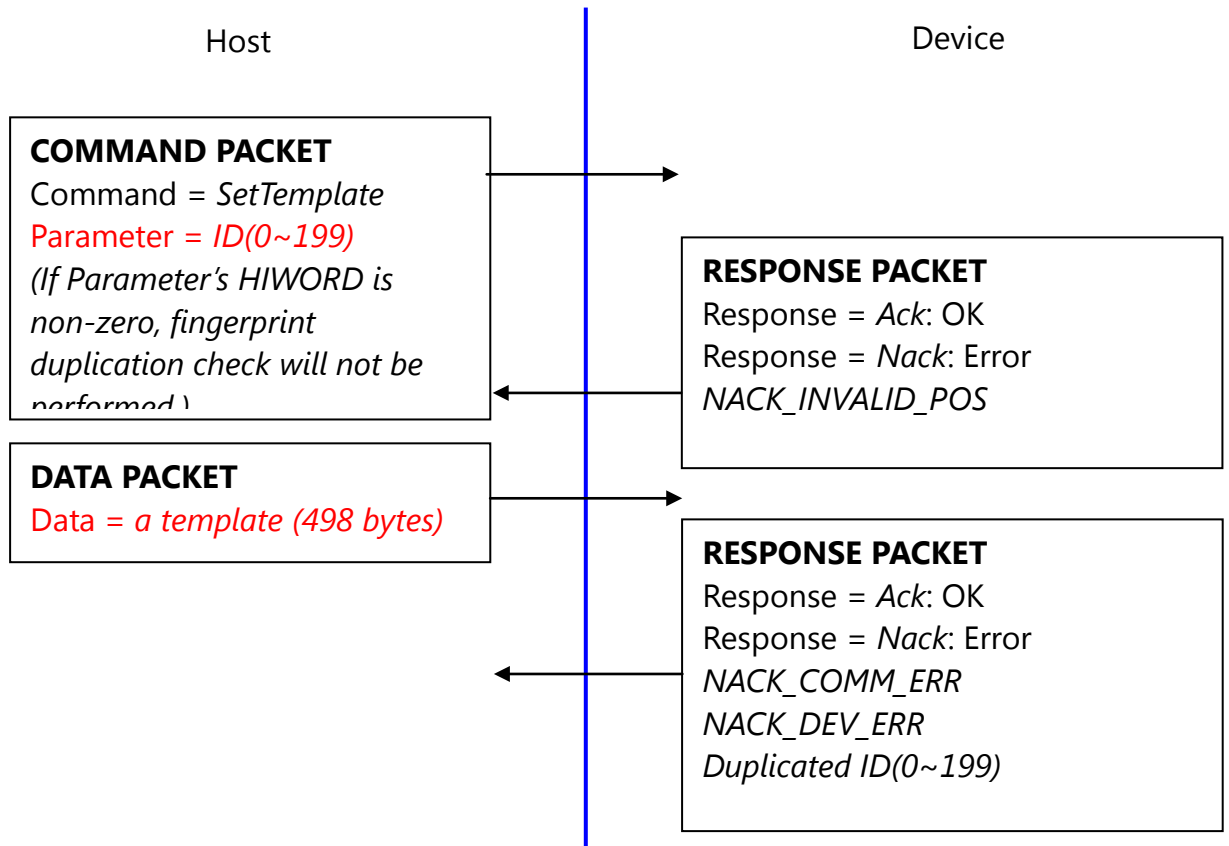 Host
Device
COMMAND PACKET
Command = SetTemplate
Parameter = ID(0~199)
(If Parameter's HIWORD is
non-zero, fingerprint
duplication check will not be
performed.)
RESPONSE PACKET
Response = Ack: OK
Response = Nack: Error
NACK_INVALID_POS
DATA PACKET
Data = a template (498 bytes)
RESPONSE PACKET
Response = Ack: OK
Response = Nack: Error
NACK_COMM_ERR
NACK_DEV_ERR
Duplicated ID(0~199)